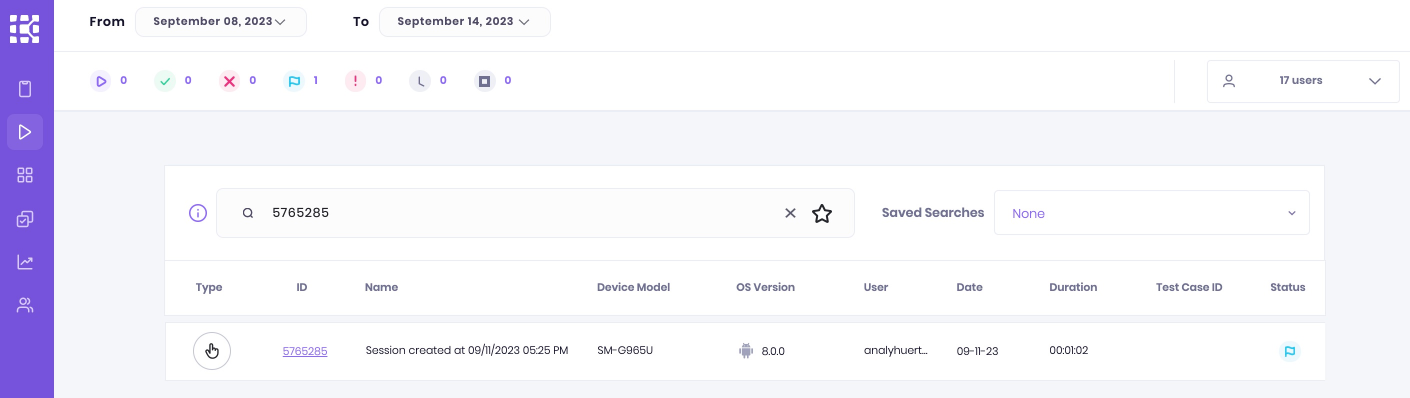 From September 08, 2023 To September 14, 2023
0 0 0 1 0 0 0 17 users
5765285 Saved Searches None
Type ID Name Device Model OS Version User Date Duration Test Case ID Status
5765285 Session created at 09/11/2023 05:25 PM SM-G965U 8.0.0 analyhuert... 09-11-23 00:01:02